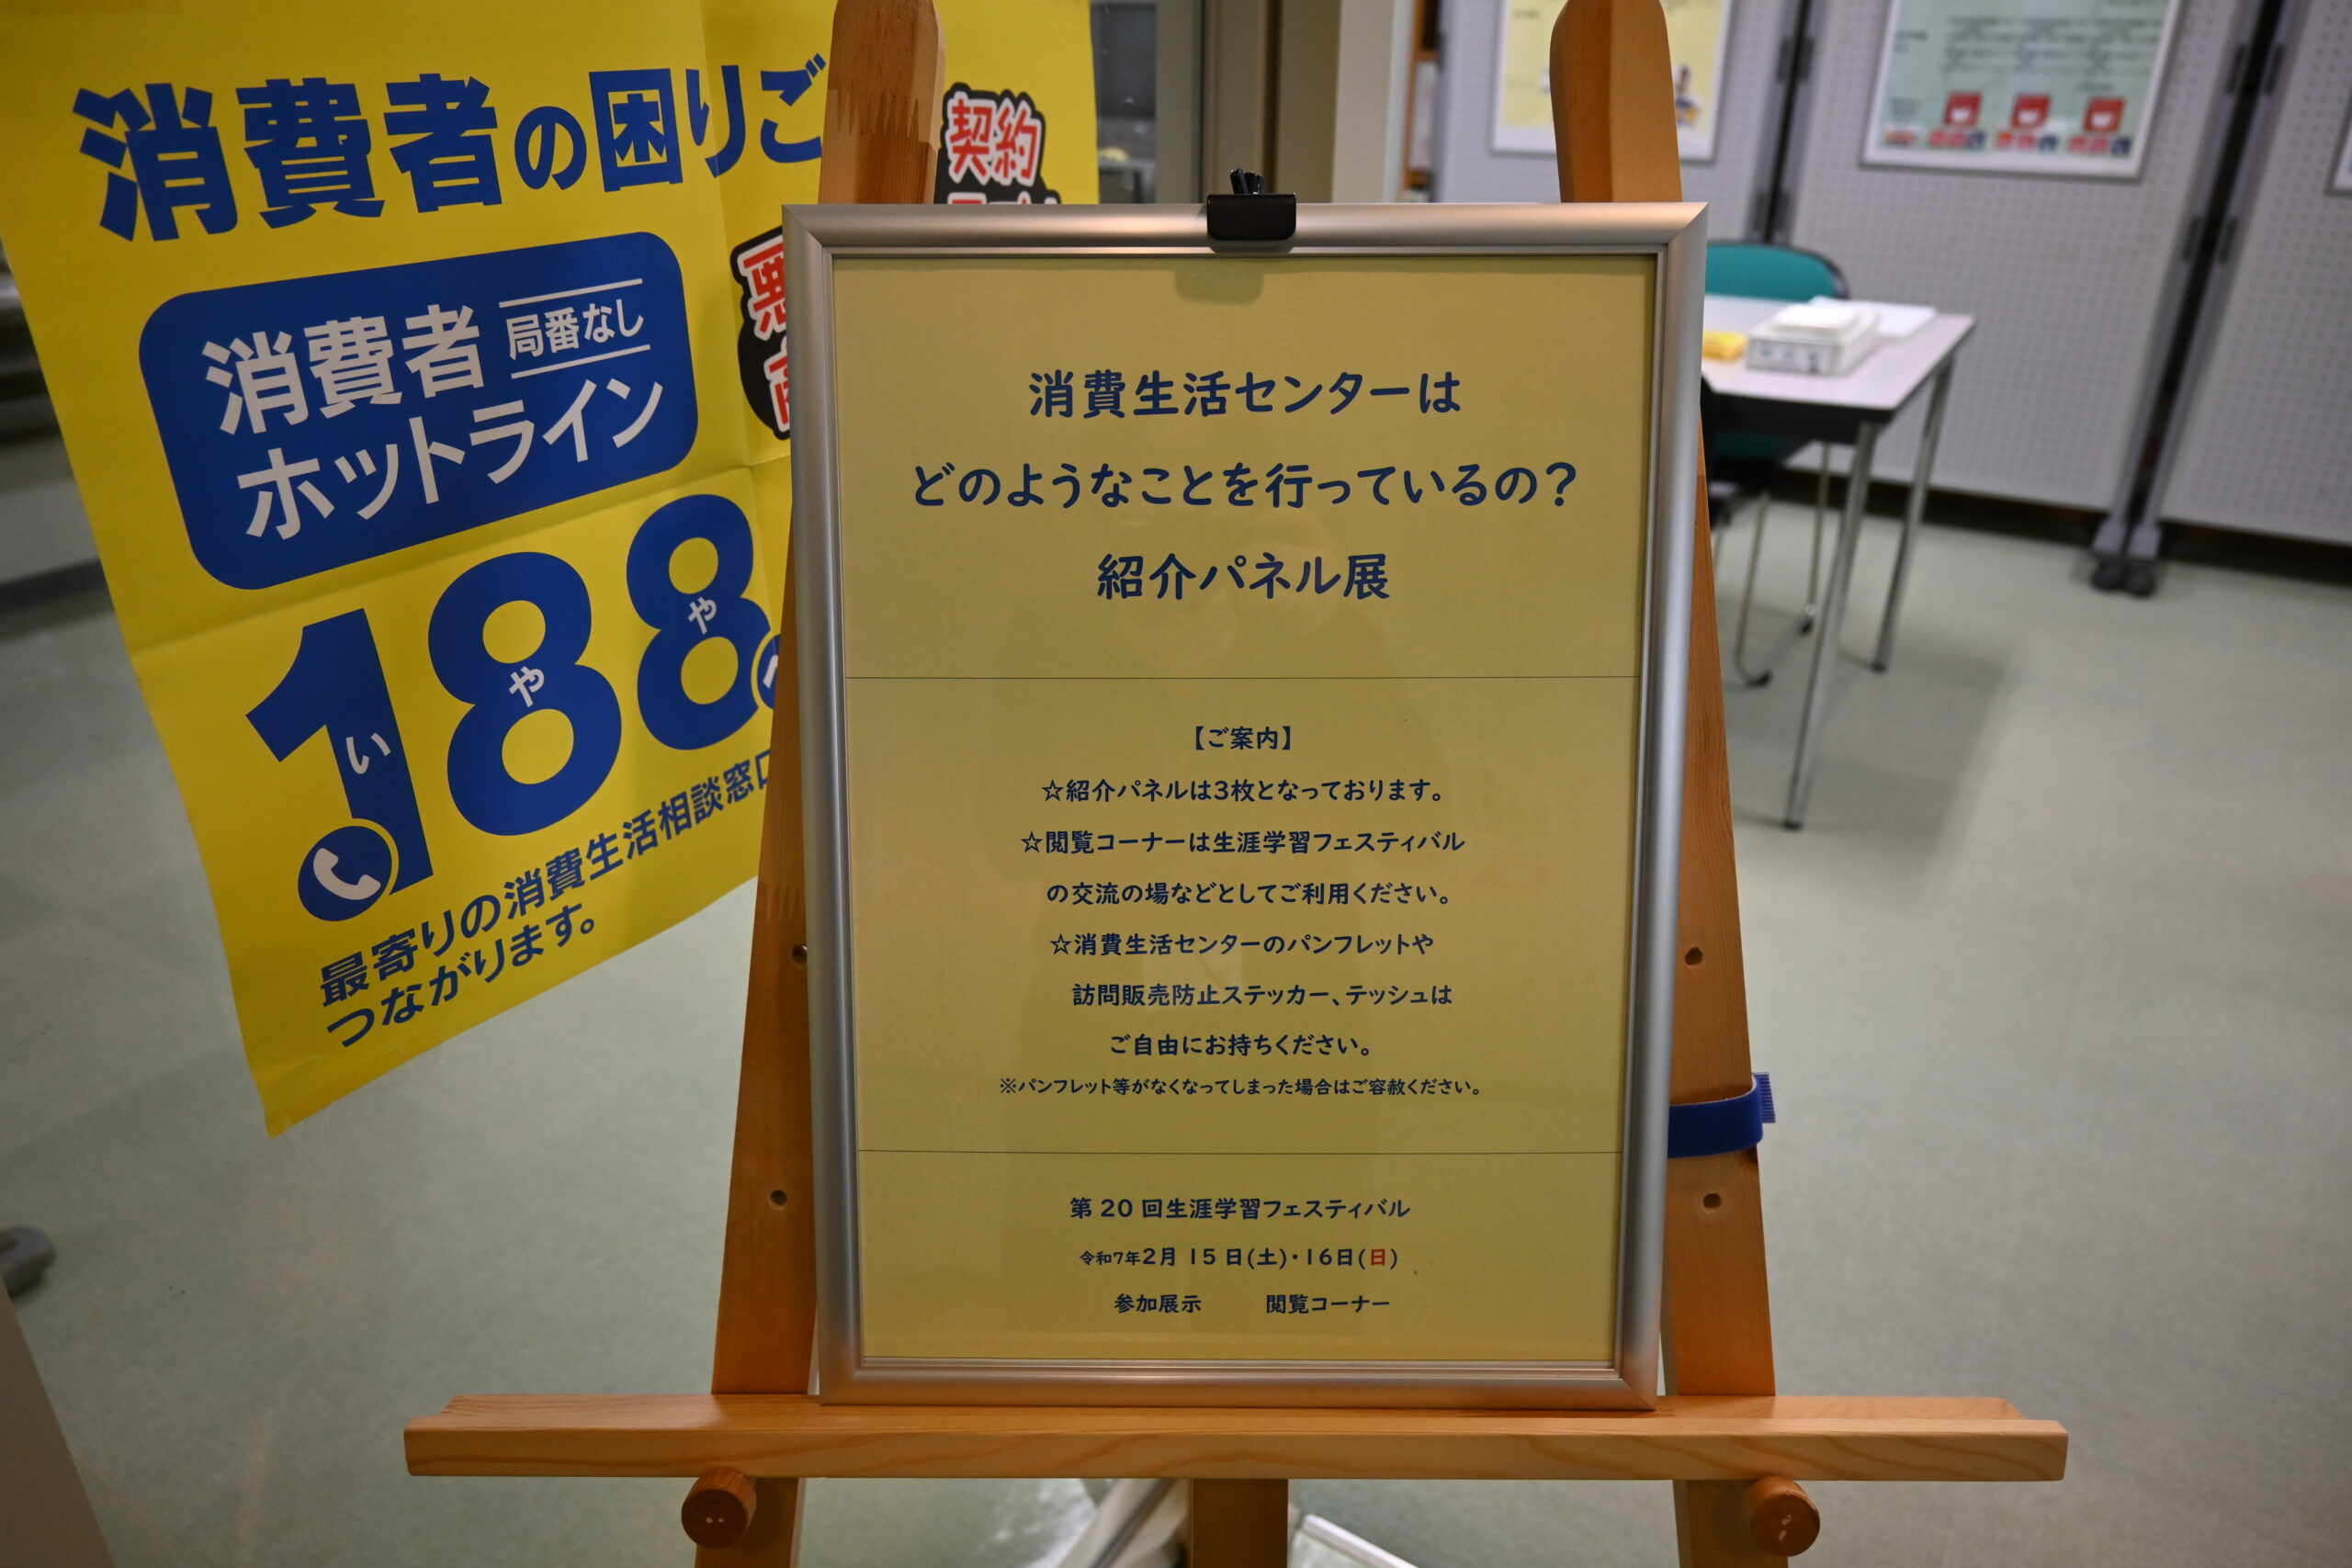 消費者の困りご
契約
悪
消費者 局番なし
ホットライン
188
い や や
最寄りの消費生活相談窓口
つながります。
消費生活センターは
どのようなことを行っているの?
紹介パネル展
【ご案内】
☆紹介パネルは3枚となっております。
☆閲覧コーナーは生涯学習フェスティバル
の交流の場などとしてご利用ください。
☆消費生活センターのパンフレットや
訪問販売防止ステッカー、テッシュは
ご自由にお持ちください。
※パンフレット等がなくなってしまった場合はご容赦ください。
第20回生涯学習フェスティバル
令和7年2月15日(土)・16日(日)
参加展示 閲覧コーナー